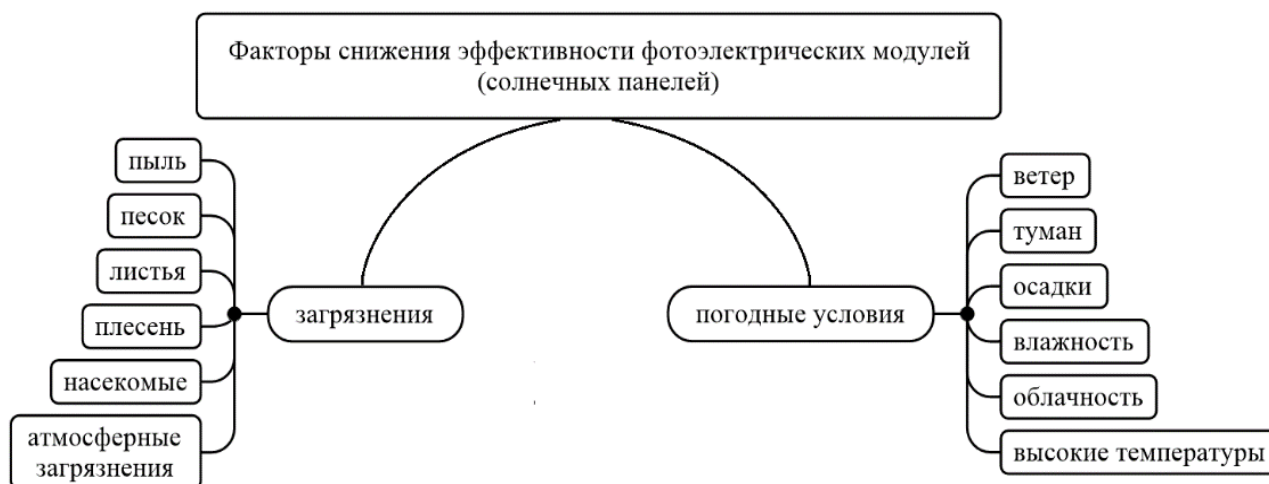 Факторы снижения эффективности фотоэлектрических модулей
(солнечных панелей)
пыль
песок
листья
плесень
насекомые
атмосферные
загрязнения
загрязнения
погодные условия
ветер
туман
осадки
влажность
облачность
высокие температуры